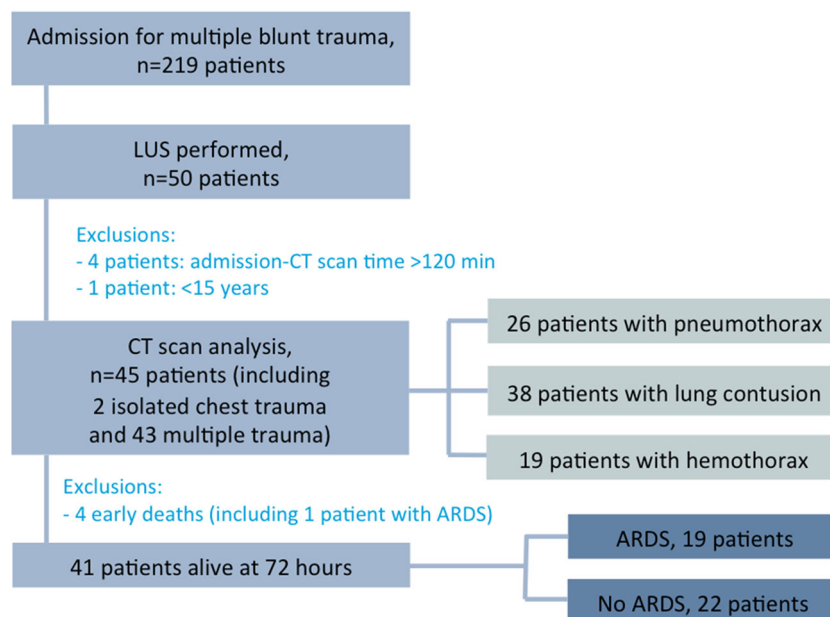 Admission for multiple blunt trauma,
n=219 patients
LUS performed,
n=50 patients
Exclusions:
- 4 patients: admission-CT scan time >120 min
- 1 patient: <15 years
CT scan analysis,
n=45 patients (including
2 isolated chest trauma
and 43 multiple trauma)
26 patients with pneumothorax
38 patients with lung contusion
19 patients with hemothorax
Exclusions:
- 4 early deaths (including 1 patient with ARDS)
41 patients alive at 72 hours
ARDS, 19 patients
No ARDS, 22 patients